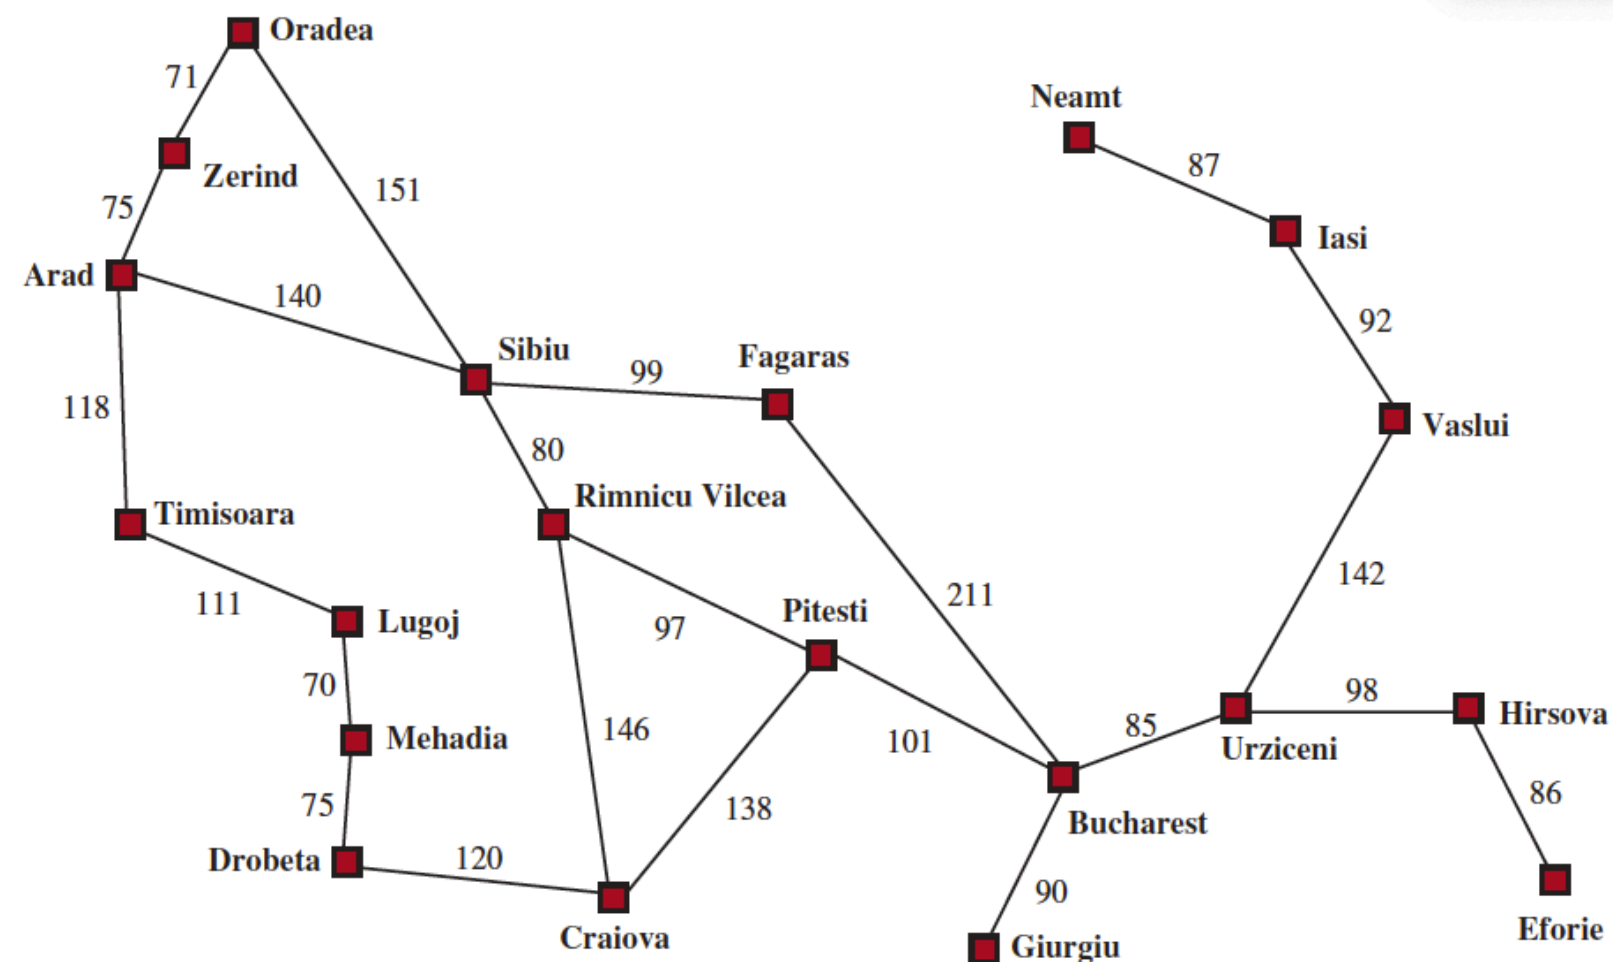 Oradea
71
Neamt
87
Zerind
151
75
Iasi
Arad
140
92
Sibiu
99
Fagaras
118
Vaslui
80
Rimnicu Vilcea
Timisoara
142
211
111
Pitesti
Lugoj
97
70
98
Hirsova
146
85
Mehadia
101
Urziceni
86
75
138
Bucharest
Drobeta
120
90
Craiova
Eforie
Giurgiu